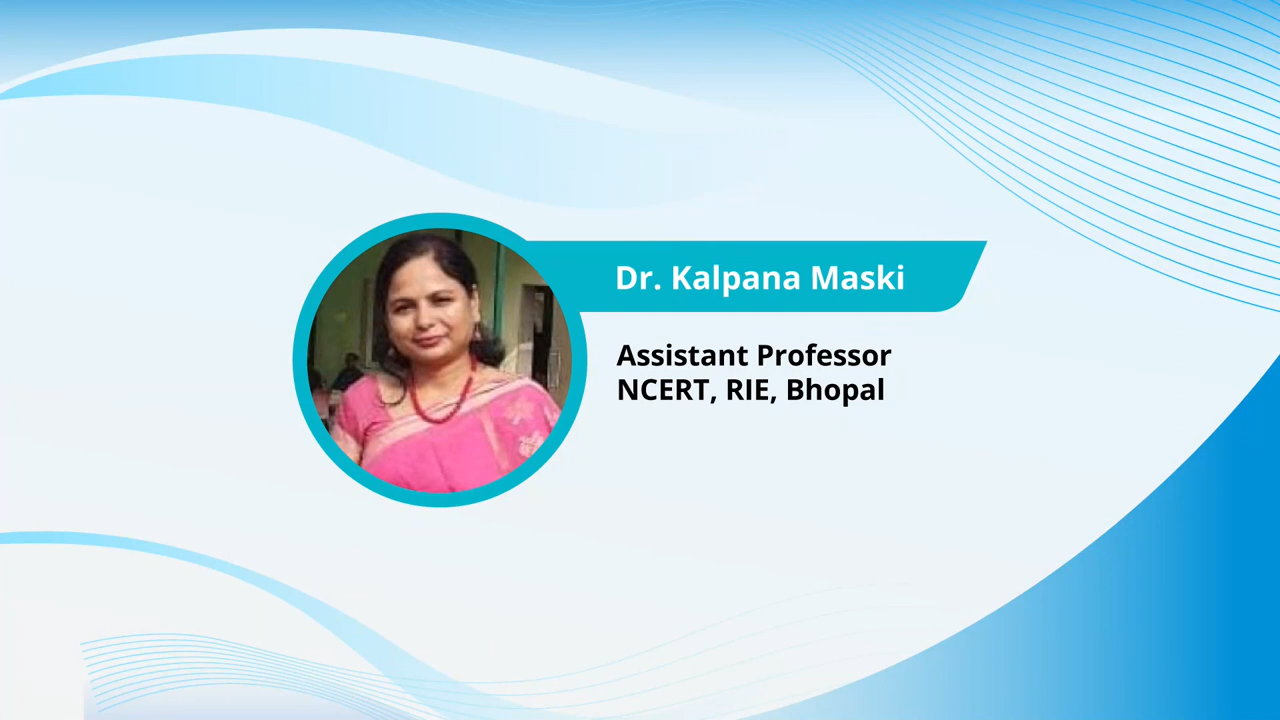 Dr. Kalpana Maski
Assistant Professor
NCERT, RIE, Bhopal